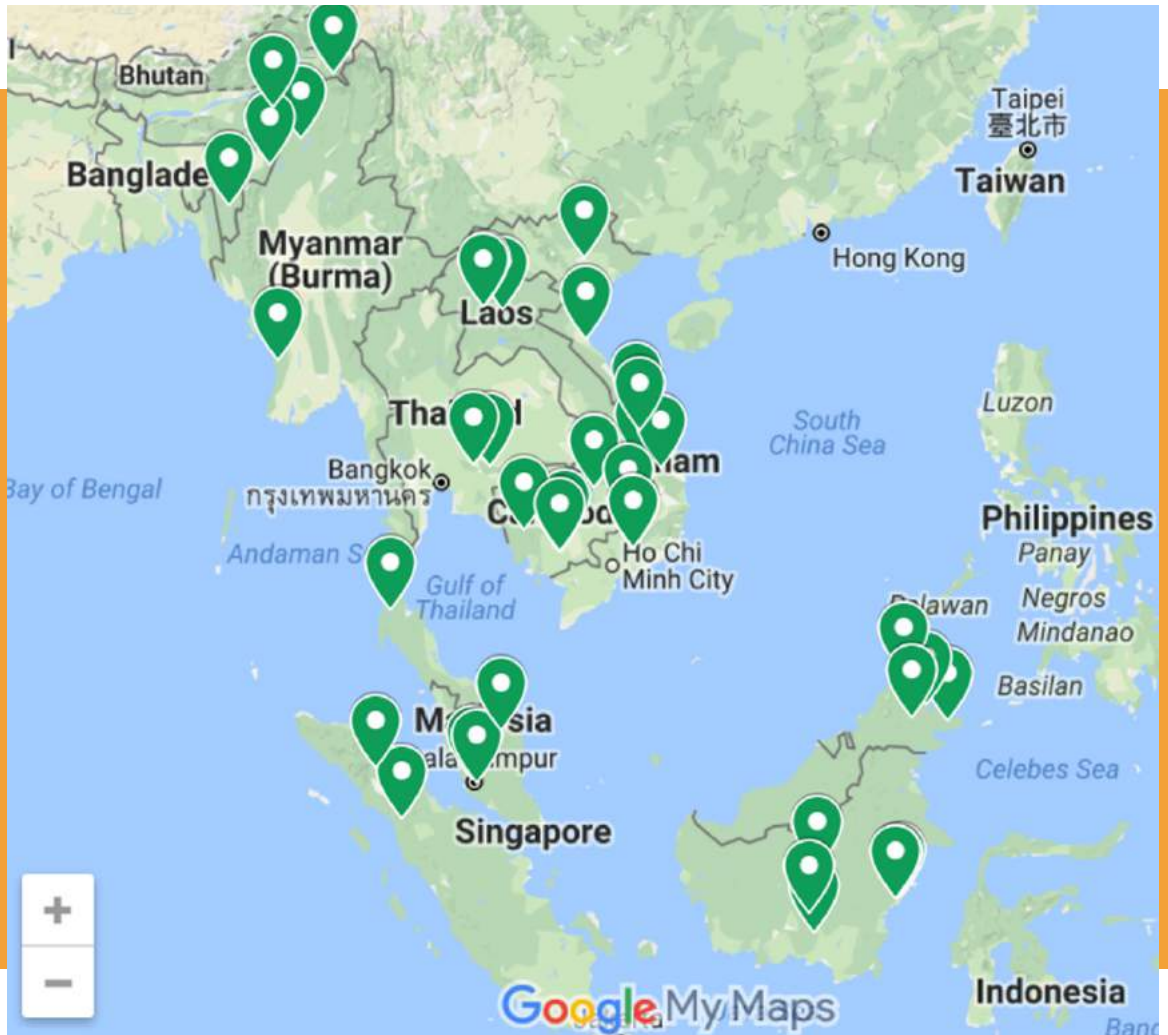 Bhutan
Taipei
臺北市
Taiwan
Banglade
Myanmar
(Burma)
Hong Kong
Laos
Luzon
South
China Sea
Bangkok
กรุงเทพมหานคร
Bay of Bengal
Philippines
Panay
Andaman S
Ho Chi
Minh City
Gulf of
Thailand
Negros
Mindanao
Basilan
Celebes Sea
Singapore
+
−
Indonesia
Google My Maps